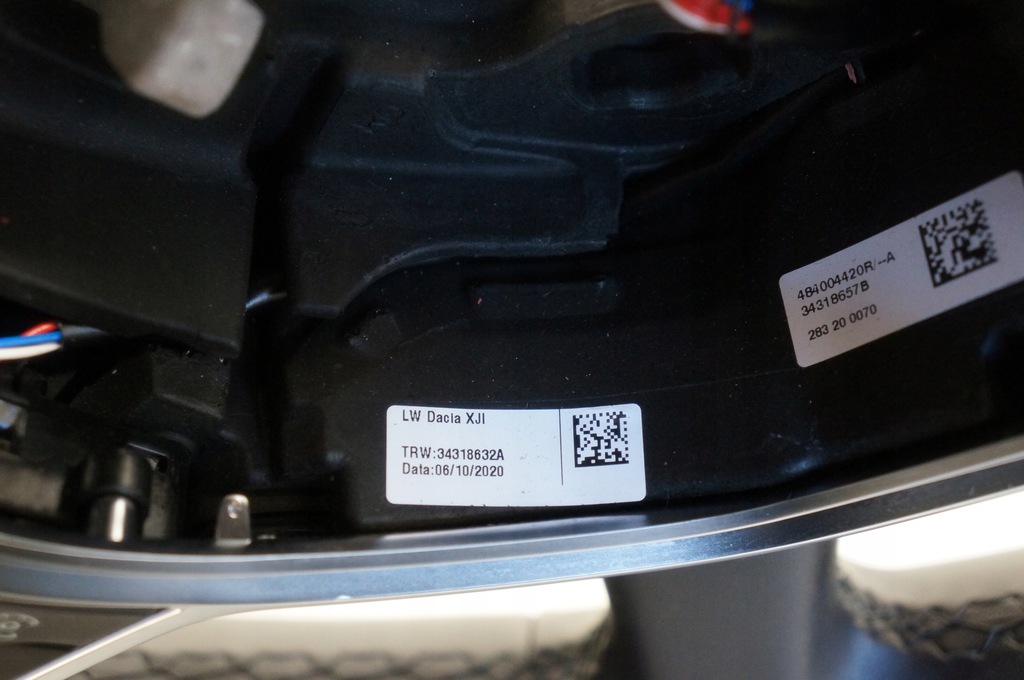 LW Dacia XJI
TRW:34318632A
Data:06/10/2020
484004420R/--A
34318657B
283 20 0070